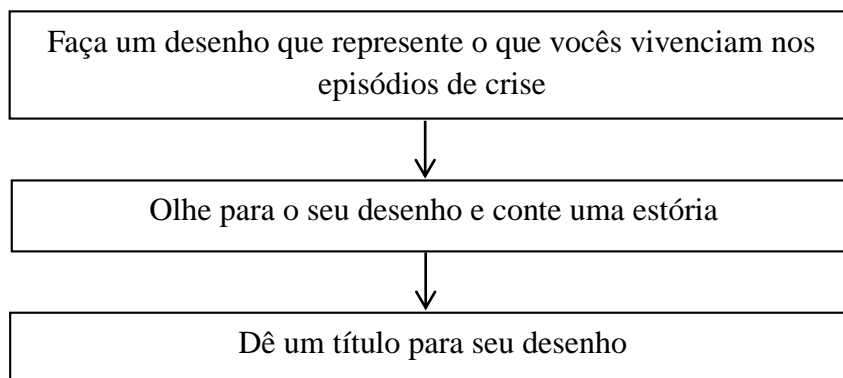 Faça um desenho que represente o que vocês vivenciam nos
episódios de crise
Olhe para o seu desenho e conte uma estória
Dê um título para seu desenho